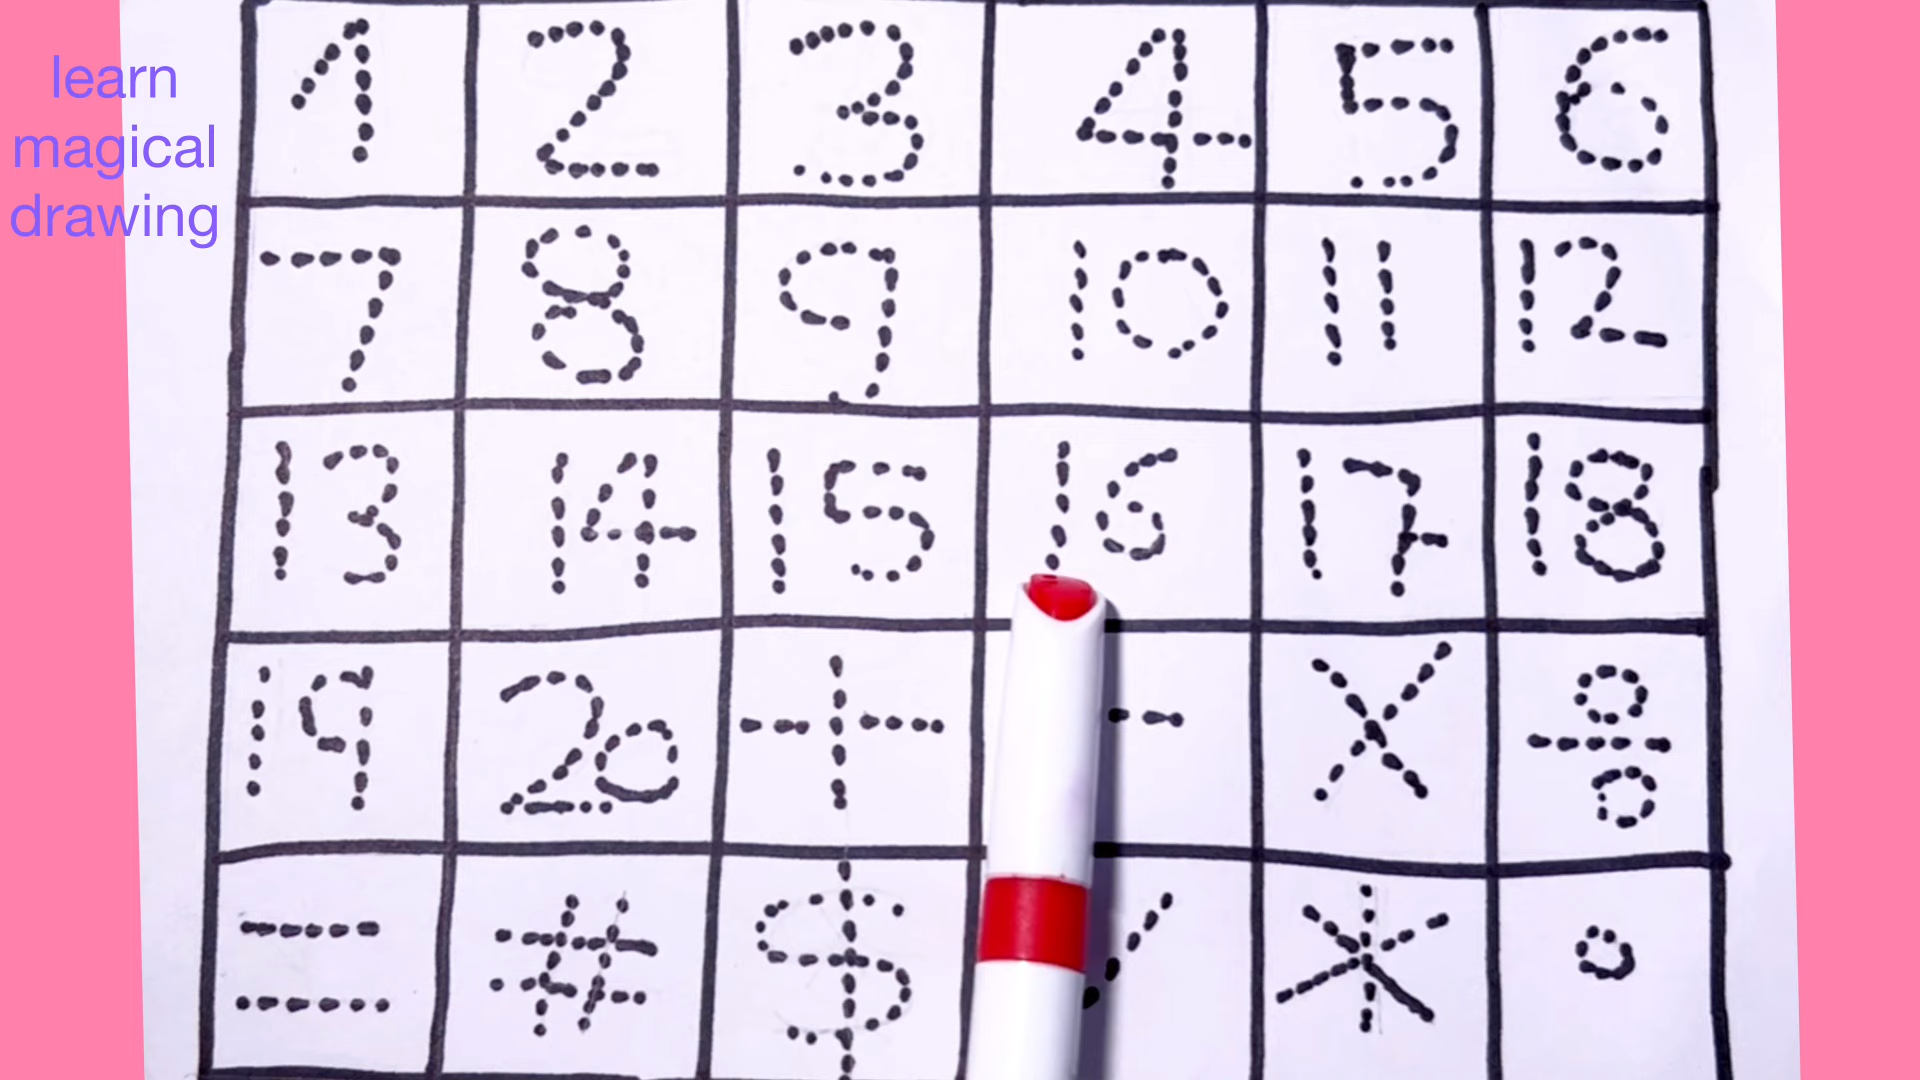 learn
magical
drawing
1 2 3 4 5 6
7 8 9 10 11 12
13 14 15 16 17 18
19 20 + - × ÷
= # $ / * °